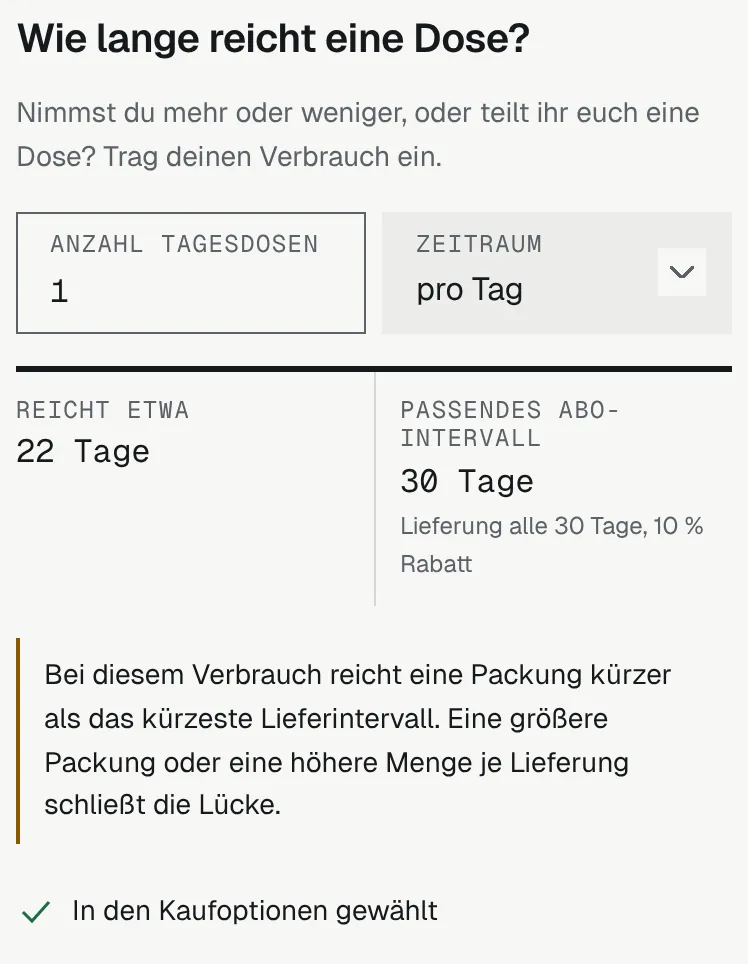 Wie lange reicht eine Dose?
Nimmst du mehr oder weniger, oder teilt ihr euch eine
Dose? Trag deinen Verbrauch ein.
ANZAHL TAGESDOSEN
1
ZEITRAUM
pro Tag
REICHT ETWA
22 Tage
PASSENDES ABO-
INTERVALL
30 Tage
Lieferung alle 30 Tage, 10 %
Rabatt
Bei diesem Verbrauch reicht eine Packung kürzer
als das kürzeste Lieferintervall. Eine größere
Packung oder eine höhere Menge je Lieferung
schließt die Lücke.
In den Kaufoptionen gewählt